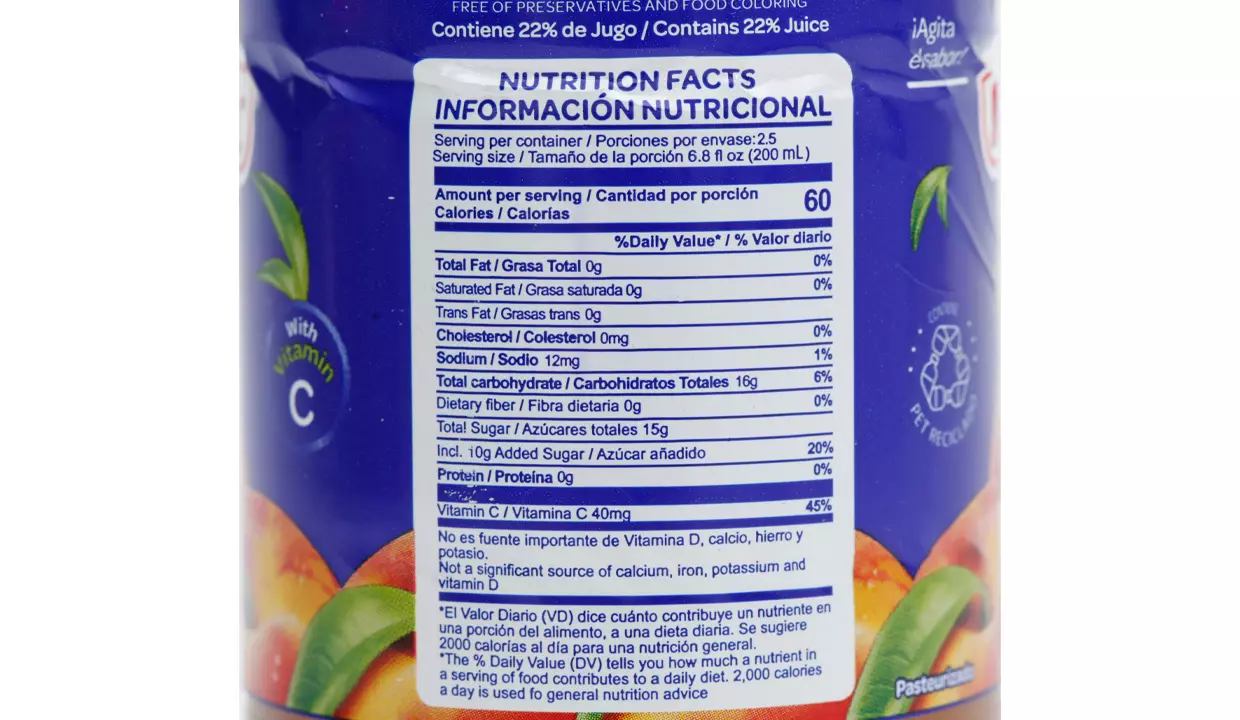 FREE OF PRESERVATIVES AND FOOD COLORING
Contiene 22% de Jugo / Contains 22% Juice
¡Agita
el sabor!
NUTRITION FACTS
INFORMACIÓN NUTRICIONAL
Serving per container / Porciones por envase: 2.5
Serving size / Tamaño de la porción 6.8 fl oz (200 mL)
Amount per serving / Cantidad por porción
Calories / Calorías 60
%Daily Value* / % Valor diario
Total Fat / Grasa Total 0g 0%
Saturated Fat / Grasa saturada 0g 0%
Trans Fat / Grasas trans 0g
Cholesterol / Colesterol 0mg 0%
Sodium / Sodio 12mg 1%
Total carbohydrate / Carbohidratos Totales 16g 6%
Dietary fiber / Fibra dietaria 0g 0%
Total Sugar / Azúcares totales 15g
Incl. 10g Added Sugar / Azúcar añadido 20%
Protein / Proteína 0g 0%
Vitamin C / Vitamina C 40mg 45%
No es fuente importante de Vitamina D, calcio, hierro y
potasio.
Not a significant source of calcium, iron, potassium and
vitamin D
*El Valor Diario (VD) dice cuánto contribuye un nutriente en
una porción del alimento, a una dieta diaria. Se sugiere
2000 calorías al día para una nutrición general.
*The % Daily Value (DV) tells you how much a nutrient in
a serving of food contributes to a daily diet. 2,000 calories
a day is used fo general nutrition advice
With
Vitamin
C
CONTIENE
PET RECICLADO
Pasteurizado